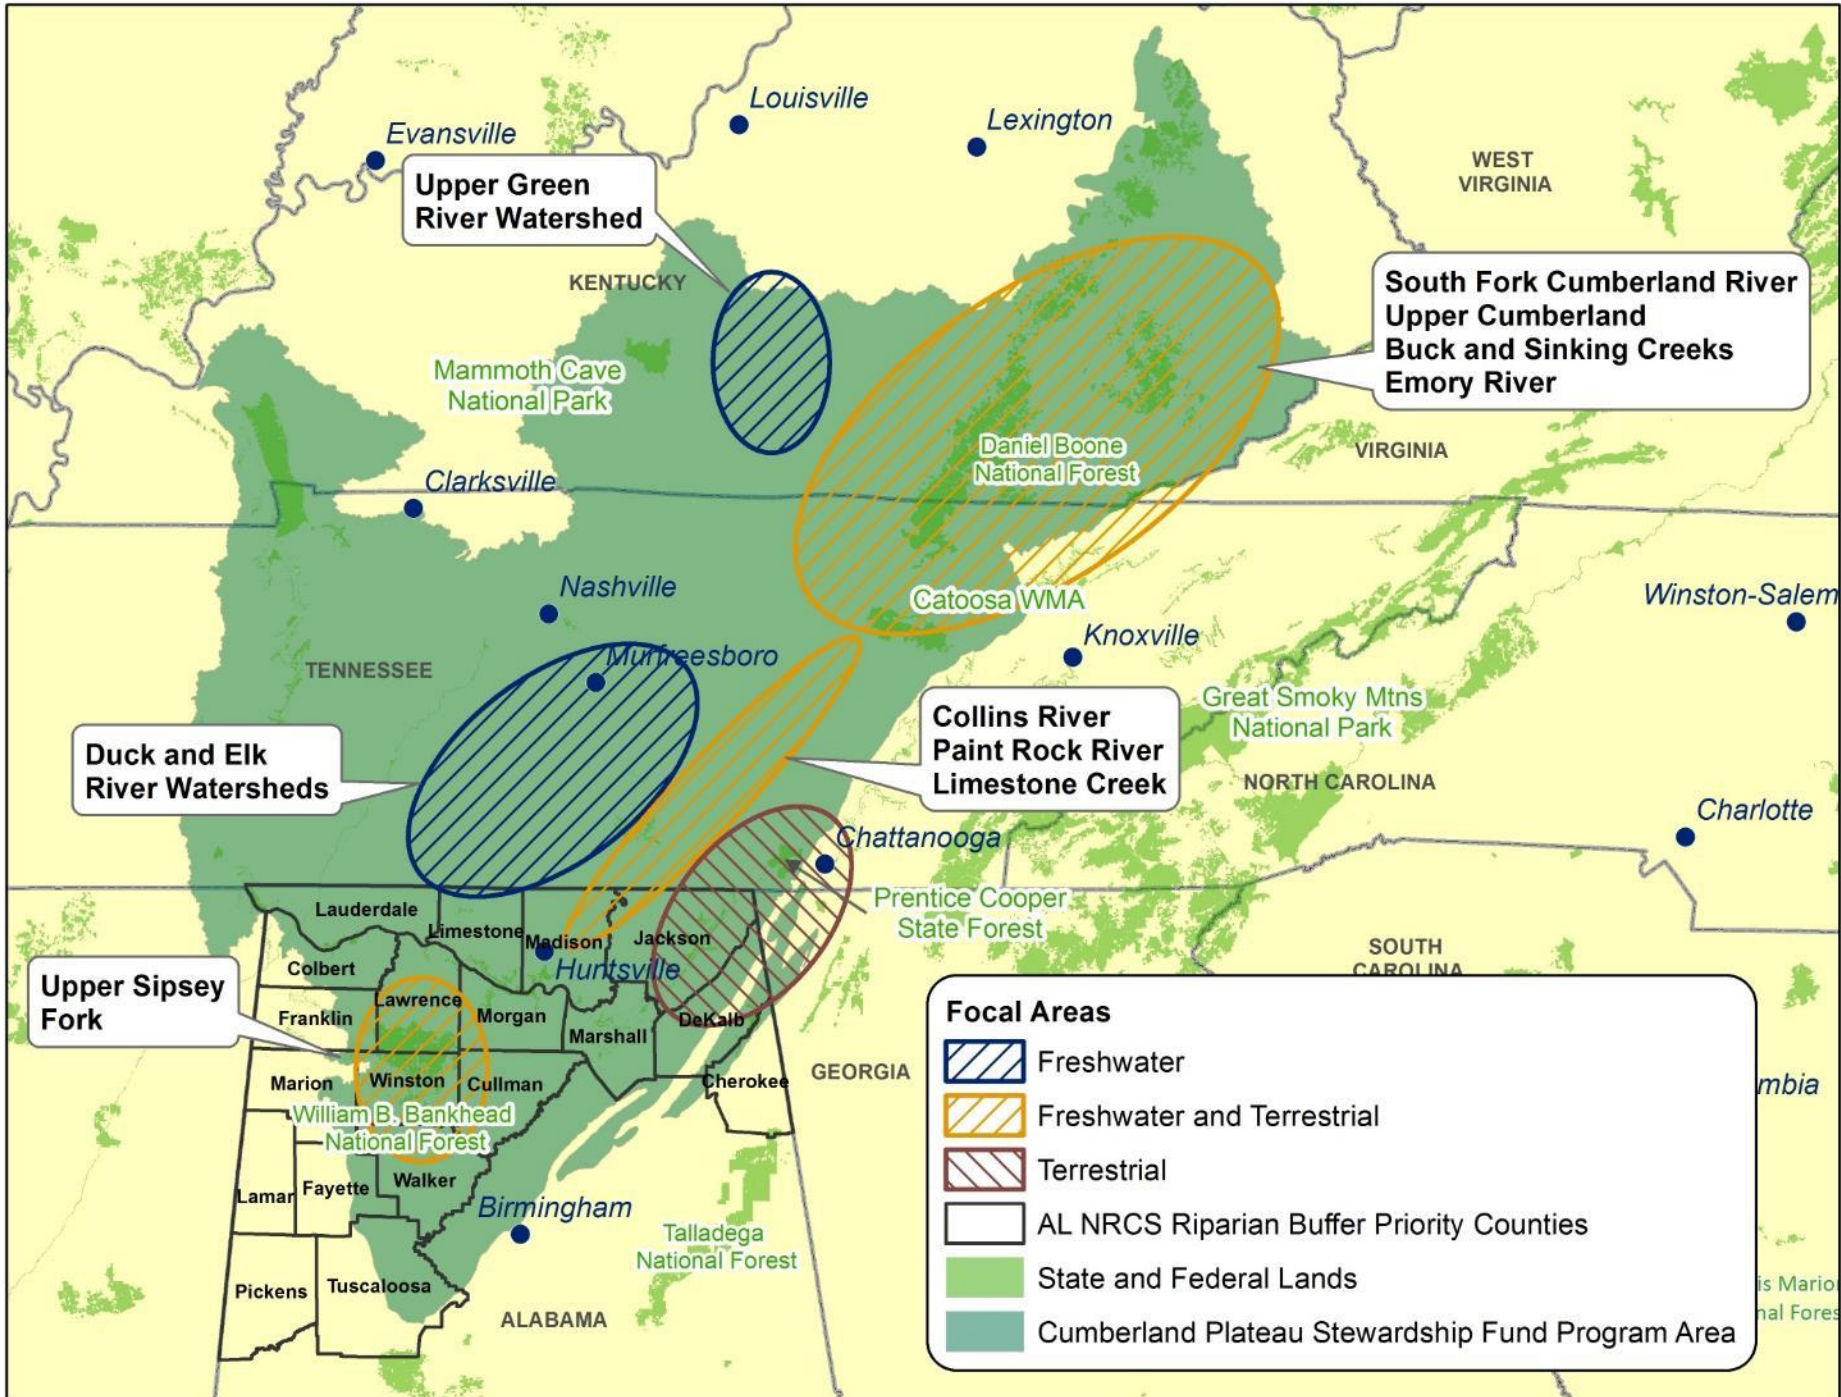 Louisville
Lexington
Evansville
WEST
VIRGINIA
Upper Green
River Watershed
KENTUCKY
South Fork Cumberland River
Upper Cumberland
Buck and Sinking Creeks
Emory River
Mammoth Cave
National Park
Daniel Boone
National Forest
VIRGINIA
Clarksville
Nashville
Catoosa WMA
Winston-Salem
Knoxville
Murfreesboro
TENNESSEE
Great Smoky Mtns
National Park
Collins River
Paint Rock River
Limestone Creek
Duck and Elk
River Watersheds
NORTH CAROLINA
Charlotte
Chattanooga
Prentice Cooper
State Forest
Lauderdale
Limestone
Madison
Jackson
SOUTH
CAROLINA
Colbert
Huntsville
Upper Sipsey
Fork
Lawrence
Franklin
Morgan
Marshall
DeKalb
Marion
Winston
Cullman
Cherokee
GEORGIA
William B. Bankhead
National Forest
Walker
Lamar
Fayette
Birmingham
Talladega
National Forest
Pickens
Tuscaloosa
ALABAMA
Focal Areas
Freshwater
Freshwater and Terrestrial
Terrestrial
AL NRCS Riparian Buffer Priority Counties
State and Federal Lands
Cumberland Plateau Stewardship Fund Program Area
mbia
is Marion
nal Fores